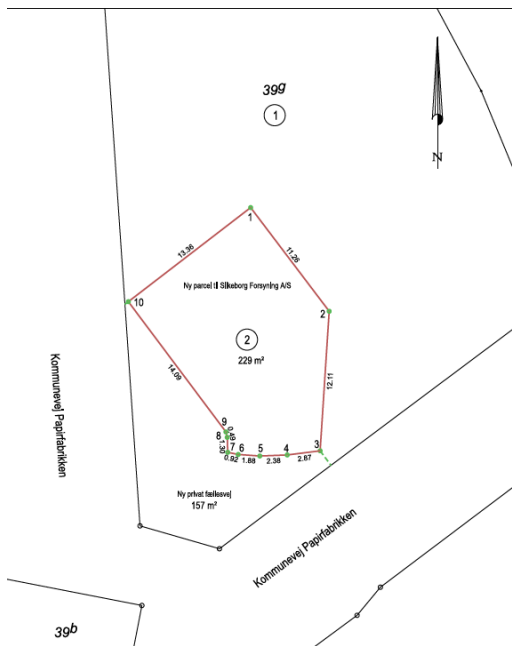 39g
1
N
1
13.36
11.26
Ny parcel til Silkeborg Forsyning A/S
10
2
2
229 m²
14.09
12.11
Kommunevej Papirfabrikken
9
0.49
8
1.30
7
6
5
4
3
0.92
1.88
2.38
2.87
Ny privat fællesvej
157 m²
Kommunevej Papirfabrikken
39b